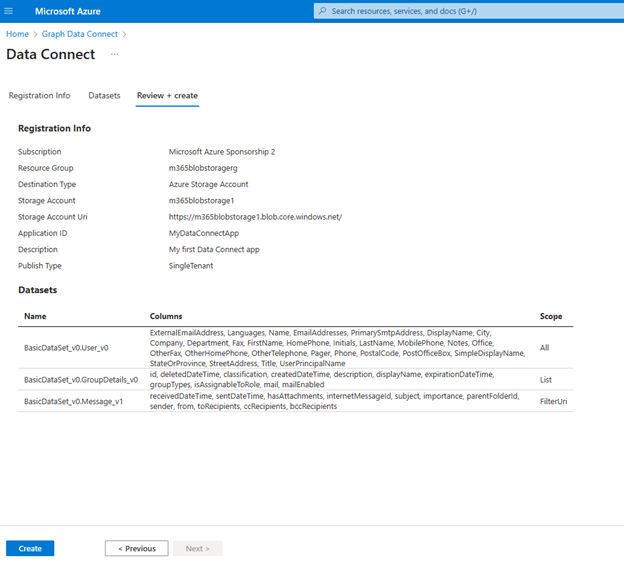 Microsoft Azure
Search resources, services, and docs (G+/)
Home > Graph Data Connect >
Data Connect ...
Registration Info Datasets Review + create
Registration Info
Subscription Microsoft Azure Sponsorship 2
Resource Group m365blobstoragerg
Destination Type Azure Storage Account
Storage Account m365blobstorage1
Storage Account Uri https://m365blobstorage1.blob.core.windows.net/
Application ID MyDataConnectApp
Description My first Data Connect app
Publish Type SingleTenant
Datasets
Name Columns Scope
ExternalEmailAddress, Languages, Name, EmailAddresses, PrimarySmtpAddress, DisplayName, City,
Company, Department, Fax, FirstName, HomePhone, Initials, LastName, MobilePhone, Notes, Office,
BasicDataSet_v0.User_v0 OtherFax, OtherHomePhone, OtherTelephone, Pager, Phone, PostalCode, PostOfficeBox, SimpleDisplayName, All
StateOrProvince, StreetAddress, Title, UserPrincipalName
BasicDataSet_v0.GroupDetails_v0 id, deletedDateTime, classification, createdDateTime, description, displayName, expirationDateTime, List
groupTypes, isAssignableToRole, mail, mailEnabled
BasicDataSet_v0.Message_v1 receivedDateTime, sentDateTime, hasAttachments, internetMessageId, subject, importance, parentFolderId, FilterUri
sender, from, toRecipients, ccRecipients, bccRecipients
Create < Previous Next >